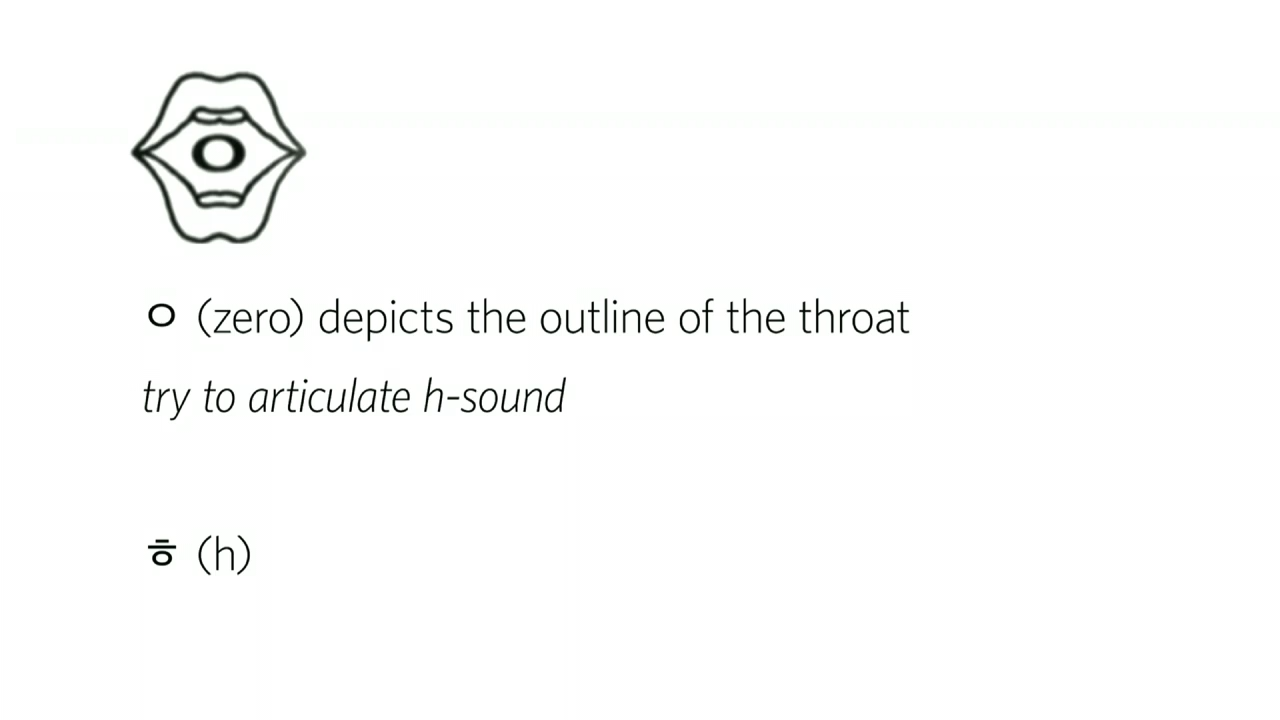 ㅇ (zero) depicts the outline of the throat
try to articulate h-sound
ㅎ (h)